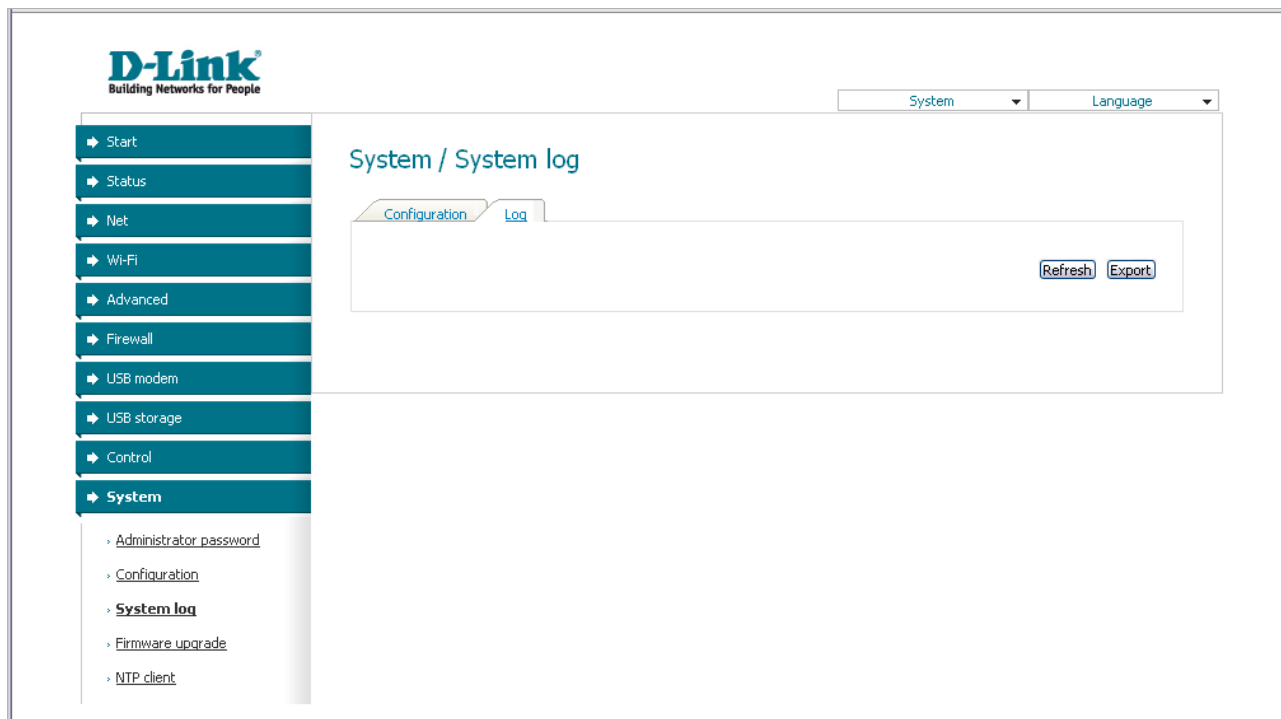 D-Link®
Building Networks for People
System
Language
Start
Status
Net
Wi-Fi
Advanced
Firewall
USB modem
USB storage
Control
System
Administrator password
Configuration
System log
Firmware upgrade
NTP client
System / System log
Configuration
Log
Refresh
Export